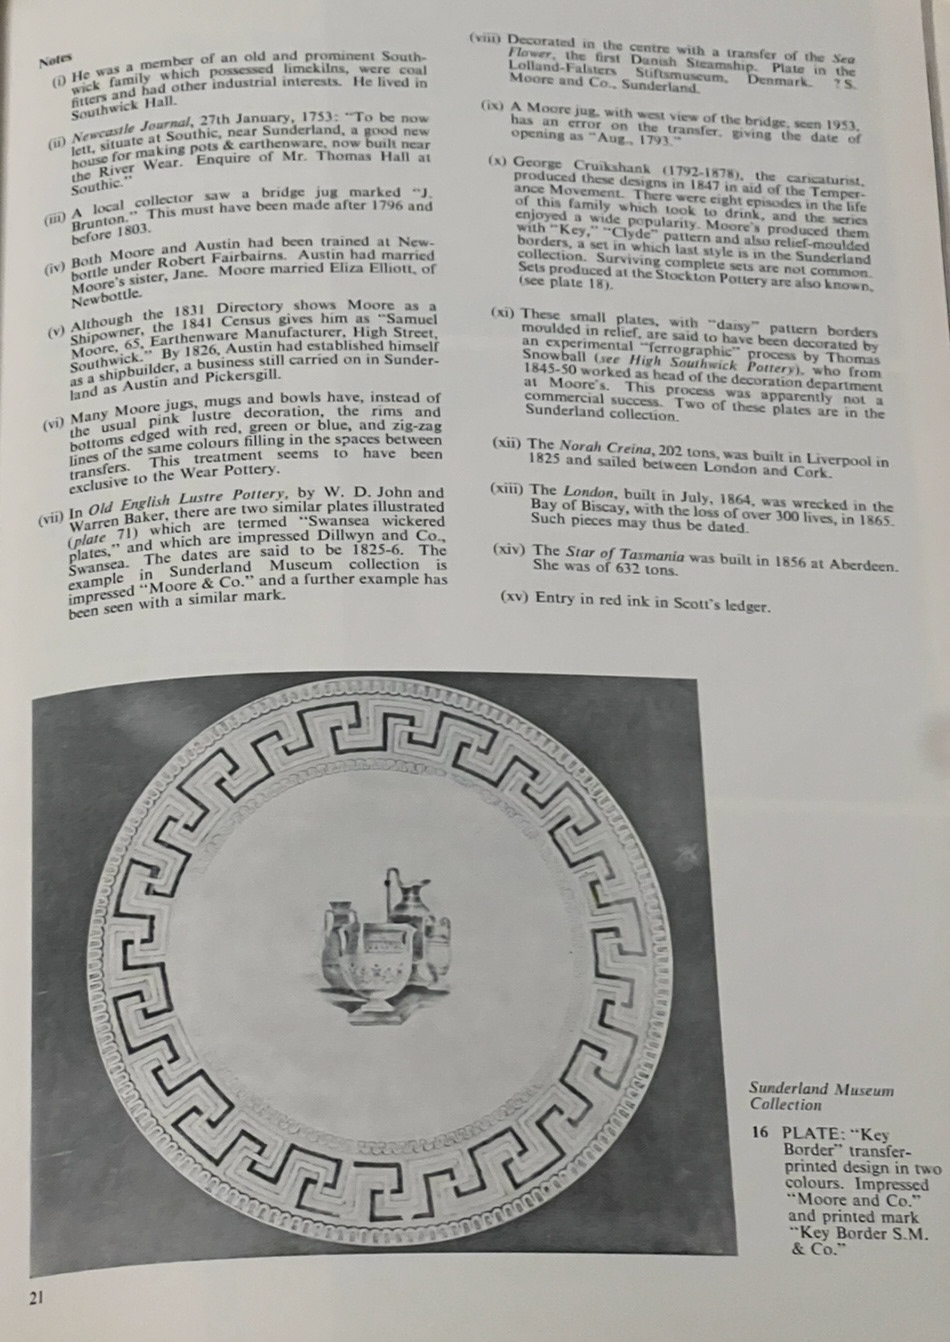 Notes
(i) He was a member of an old and prominent South-
wick family which possessed limekilns, were coal
fitters and had other industrial interests. He lived in
Southwick Hall.
(ii) Newcastle Journal, 27th January, 1753: "To be now
lett, situate at Southic, near Sunderland, a good new
house for making pots & earthenware, now built near
the River Wear. Enquire of Mr. Thomas Hall at
Southic."
(iii) A local collector saw a bridge jug marked "J.
Brunton." This must have been made after 1796 and
before 1803.
(iv) Both Moore and Austin had been trained at New-
bottle under Robert Fairbairns. Austin had married
Moore's sister, Jane. Moore married Eliza Elliott, of
Newbottle.
(v) Although the 1831 Directory shows Moore as a
Shipowner, the 1841 Census gives him as "Samuel
Moore, 65, Earthenware Manufacturer, High Street,
Southwick." By 1826, Austin had established himself
as a shipbuilder, a business still carried on in Sunder-
land as Austin and Pickersgill.
(vi) Many Moore jugs, mugs and bowls have, instead of
the usual pink lustre decoration, the rims and
bottoms edged with red, green or blue, and zig-zag
lines of the same colours filling in the spaces between
transfers. This treatment seems to have been
exclusive to the Wear Pottery.
(vii) In Old English Lustre Pottery, by W. D. John and
Warren Baker, there are two similar plates illustrated
(plate 71) which are termed "Swansea wickered
plates," and which are impressed Dillwyn and Co.,
Swansea. The dates are said to be 1825-6. The
example in Sunderland Museum collection is
impressed "Moore & Co." and a further example has
been seen with a similar mark.
(viii) Decorated in the centre with a transfer of the Sea
Flower, the first Danish Steamship. Plate in the
Lolland-Falsters Stiftsmuseum, Denmark. ? S.
Moore and Co., Sunderland.
(ix) A Moore jug, with west view of the bridge, seen 1953,
has an error on the transfer, giving the date of
opening as "Aug., 1793."
(x) George Cruikshank (1792-1878), the caricaturist,
produced these designs in 1847 in aid of the Temper-
ance Movement. There were eight episodes in the life
of this family which took to drink, and the series
enjoyed a wide popularity. Moore's produced them
with "Key," "Clyde" pattern and also relief-moulded
borders, a set in which last style is in the Sunderland
collection. Surviving complete sets are not common.
Sets produced at the Stockton Pottery are also known,
(see plate 18).
(xi) These small plates, with "daisy" pattern borders
moulded in relief, are said to have been decorated by
an experimental "ferrographic" process by Thomas
Snowball (see High Southwick Pottery), who from
1845-50 worked as head of the decoration department
at Moore's. This process was apparently not a
commercial success. Two of these plates are in the
Sunderland collection.
(xii) The Norah Creina, 202 tons, was built in Liverpool in
1825 and sailed between London and Cork.
(xiii) The London, built in July, 1864, was wrecked in the
Bay of Biscay, with the loss of over 300 lives, in 1865.
Such pieces may thus be dated.
(xiv) The Star of Tasmania was built in 1856 at Aberdeen.
She was of 632 tons.
(xv) Entry in red ink in Scott's ledger.
Sunderland Museum
Collection
16 PLATE: "Key
Border" transfer-
printed design in two
colours. Impressed
"Moore and Co."
and printed mark
"Key Border S.M.
& Co."
21